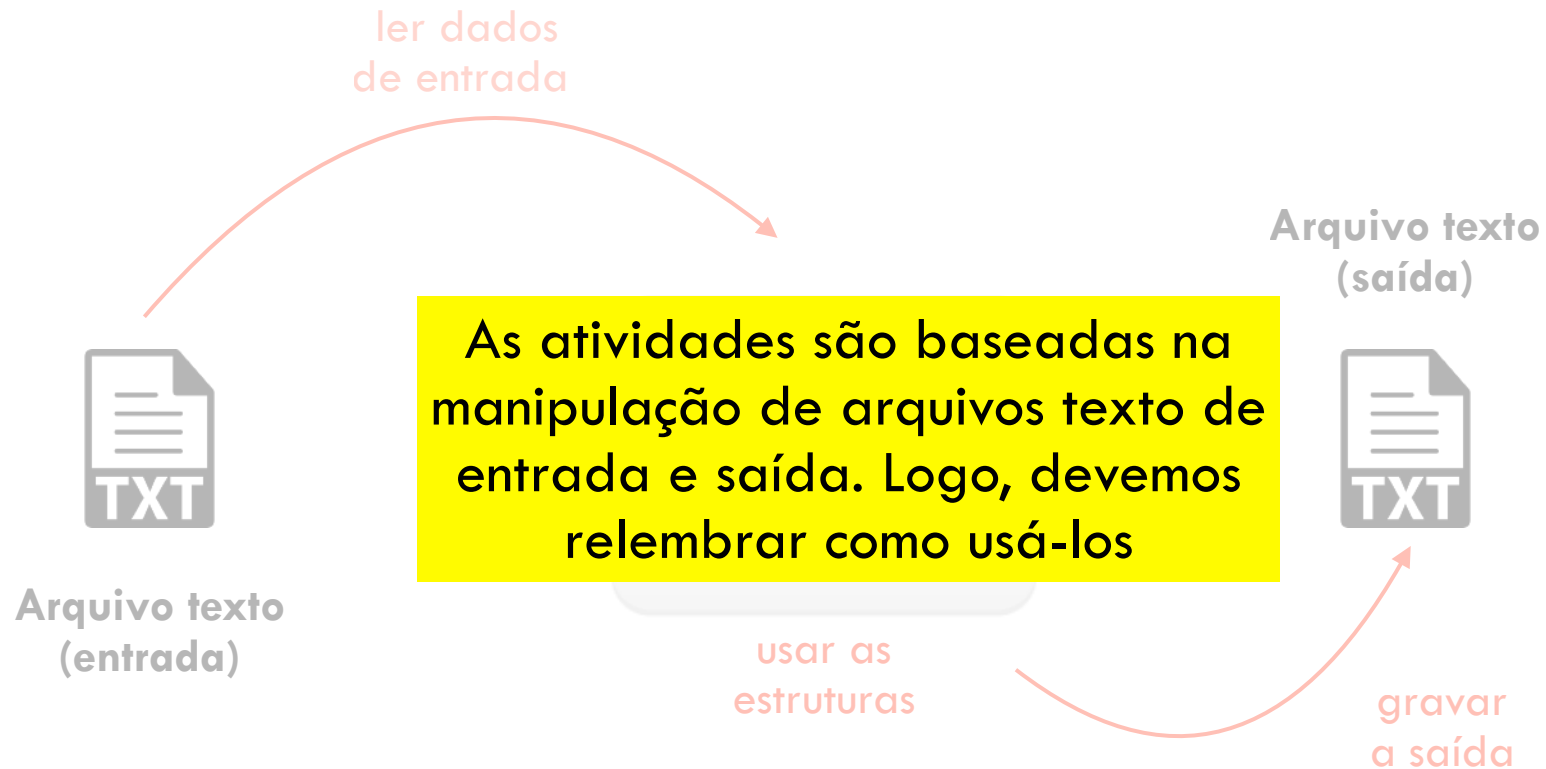 ler dados
de entrada
Arquivo texto
(saída)
As atividades são baseadas na
manipulação de arquivos texto de
entrada e saída. Logo, devemos
relembrar como usá-los
TXT
TXT
Arquivo texto
(entrada)
usar as
estruturas
gravar
a saída